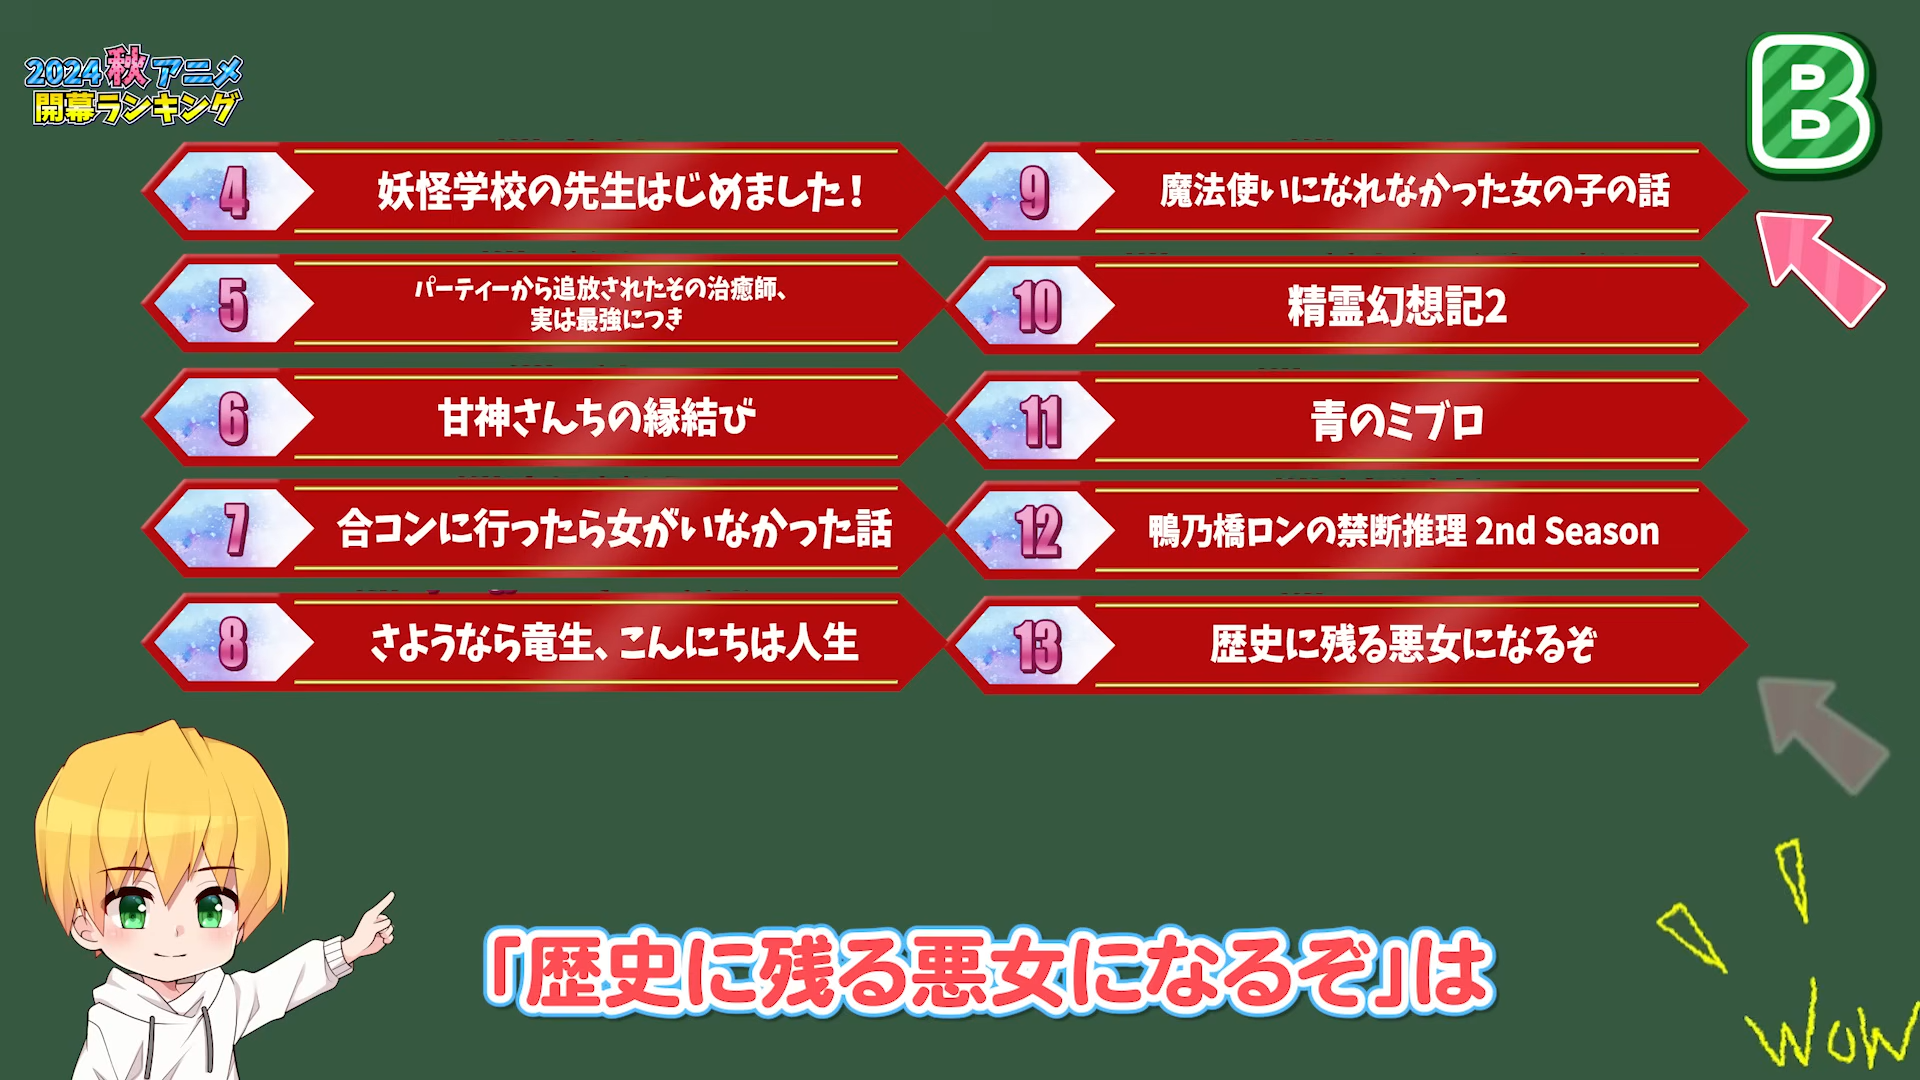 2024秋アニメ
開幕ランキング
B
4 妖怪学校の先生はじめました!
5 パーティーから追放されたその治癒師、
実は最強につき
6 甘神さんちの縁結び
7 合コンに行ったら女がいなかった話
8 さようなら竜生、こんにちは人生
9 魔法使いになれなかった女の子の話
10 精霊幻想記2
11 青のミブロ
12 鴨乃橋ロンの禁断推理 2nd Season
13 歴史に残る悪女になるぞ
「歴史に残る悪女になるぞ」は
WOW